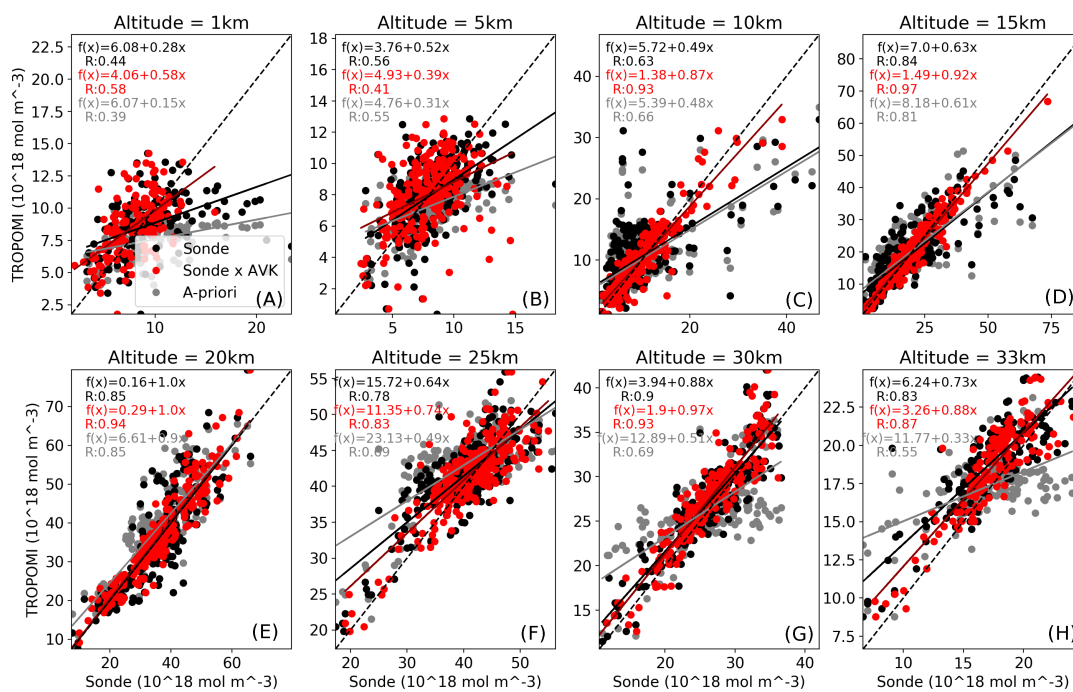 Altitude = 1km
f(x)=6.08+0.28x
R:0.44
f(x)=4.06+0.58x
R:0.58
f(x)=6.07+0.15x
R:0.39
22.5
20.0
17.5
15.0
12.5
10.0
7.5
5.0
2.5
TROPOMI (10^18 mol m^-3)
Sonde
Sonde x AVK
A-priori
(A)
10
20
Altitude = 5km
f(x)=3.76+0.52x
R:0.56
f(x)=4.93+0.39x
R:0.41
f(x)=4.76+0.31x
R:0.55
18
16
14
12
10
8
6
4
2
(B)
5
10
15
Altitude = 10km
f(x)=5.72+0.49x
R:0.63
f(x)=1.38+0.87x
R:0.93
f(x)=5.39+0.48x
R:0.66
40
30
20
10
(C)
20
40
Altitude = 15km
f(x)=7.0+0.63x
R:0.84
f(x)=1.49+0.92x
R:0.97
f(x)=8.18+0.61x
R:0.81
80
70
60
50
40
30
20
10
(D)
25
50
75
Altitude = 20km
f(x)=0.16+1.0x
R:0.85
f(x)=0.29+1.0x
R:0.94
f(x)=6.61+0.9x
R:0.85
70
60
50
40
30
20
10
TROPOMI (10^18 mol m^-3)
(E)
20
40
60
Sonde (10^18 mol m^-3)
Altitude = 25km
f(x)=15.72+0.64x
R:0.78
f(x)=11.35+0.74x
R:0.83
f(x)=23.13+0.49x
R:0.69
55
50
45
40
35
30
25
20
(F)
20
30
40
50
Sonde (10^18 mol m^-3)
Altitude = 30km
f(x)=3.94+0.88x
R:0.9
f(x)=1.9+0.97x
R:0.93
f(x)=12.89+0.51x
R:0.69
40
35
30
25
20
15
(G)
20
30
40
Sonde (10^18 mol m^-3)
Altitude = 33km
f(x)=6.24+0.73x
R:0.83
f(x)=3.26+0.88x
R:0.87
f(x)=11.77+0.33x
R:0.55
22.5
20.0
17.5
15.0
12.5
10.0
7.5
(H)
10
15
20
Sonde (10^18 mol m^-3)